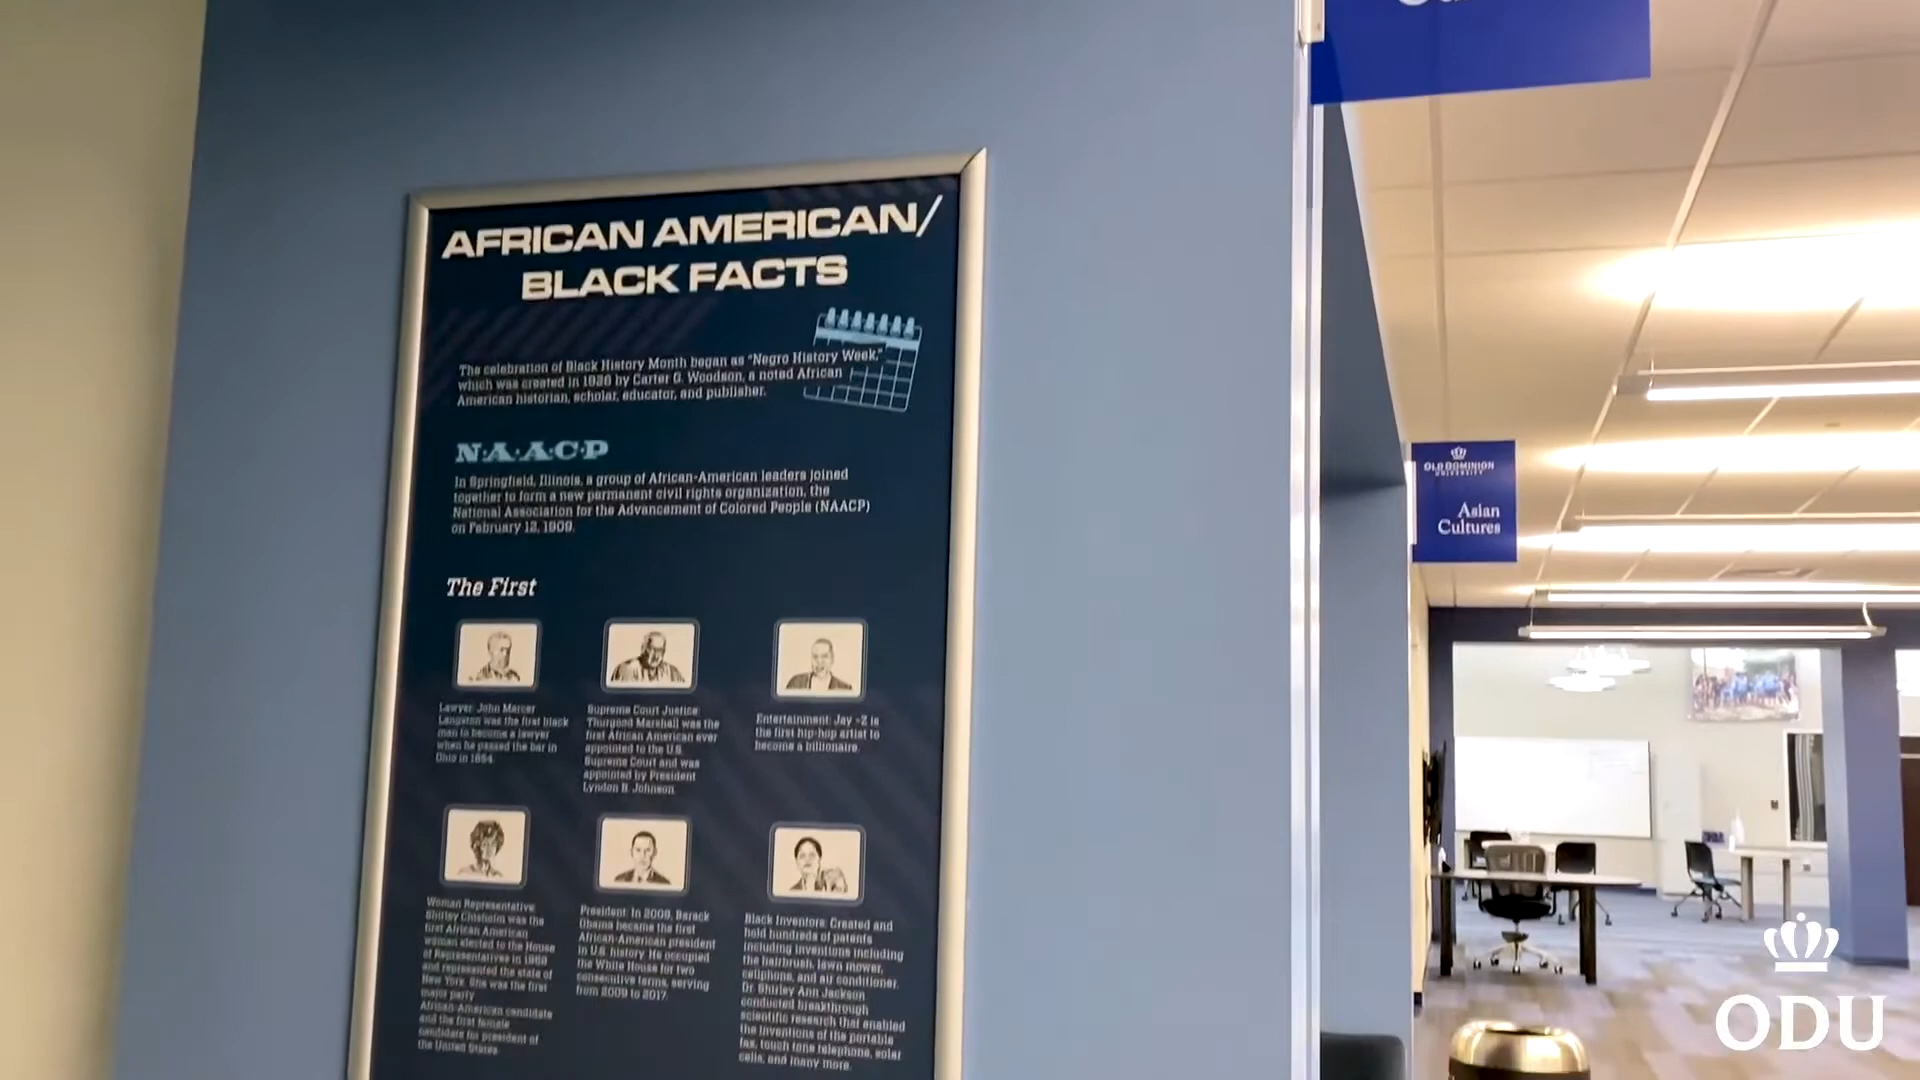 AFRICAN AMERICAN/
BLACK FACTS
The celebration of Black History Month began as "Negro History Week,"
which was created in 1926 by Carter G. Woodson, a noted African
American historian, scholar, educator, and publisher.
N·A·A·C·P
In Springfield, Illinois, a group of African-American leaders joined
together to form a new permanent civil rights organization, the
National Association for the Advancement of Colored People (NAACP)
on February 12, 1909.
The First
Lawyer: John Mercer
Langston was the first black
man to become a lawyer
when he passed the bar in
Ohio in 1854.
Supreme Court Justice:
Thurgood Marshall was the
first African American ever
appointed to the U.S.
Supreme Court and was
appointed by President
Lyndon B. Johnson.
Entertainment: Jay -Z is
the first hip-hop artist to
become a billionaire.
Woman Representative:
Shirley Chisholm was the
first African American
woman elected to the House
of Representatives in 1968
and represented the state of
New York. She was the first
major party
African-American candidate
and the first female
candidate for president of
the United States.
President: In 2009, Barack
Obama became the first
African-American president
in U.S. history. He occupied
the White House for two
consecutive terms, serving
from 2009 to 2017.
Black Inventors: Created and
hold hundreds of patents
including inventions including
the hairbrush, lawn mower,
cellphone, and air conditioner.
Dr. Shirley Ann Jackson
conducted breakthrough
scientific research that enabled
the inventions of the portable
fax, touch tone telephone, solar
cells, and many more.
OLD DOMINION
UNIVERSITY
Asian
Cultures
ODU